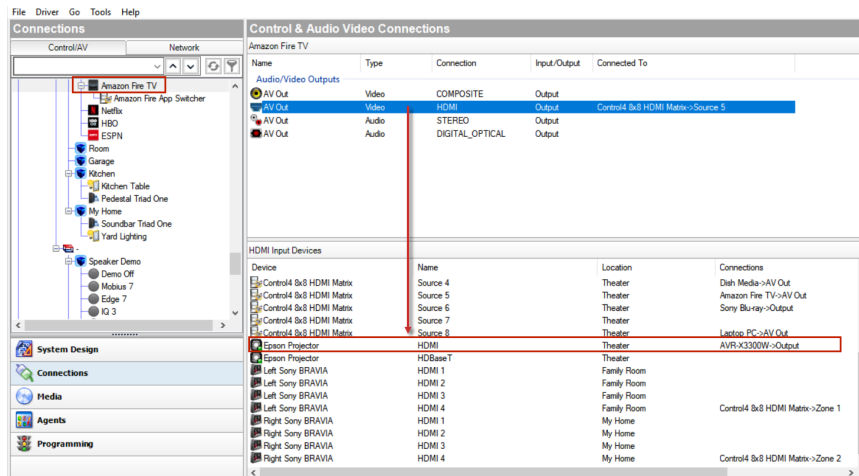 File Driver Go Tools Help
Connections
Control/AV Network
Amazon Fire TV
Amazon Fire App Switcher
Netflix
HBO
ESPN
Room
Garage
Kitchen
Kitchen Table
Pedestal Triad One
My Home
Soundbar Triad One
Yard Lighting
-
Speaker Demo
Demo Off
Mobius 7
Edge 7
IQ 3
System Design
Connections
Media
Agents
Programming
Control & Audio Video Connections
Amazon Fire TV
Name Type Connection Input/Output Connected To
Audio/Video Outputs
AV Out Video COMPOSITE Output
AV Out Video HDMI Output Control4 8x8 HDMI Matrix->Source 5
AV Out Audio STEREO Output
AV Out Audio DIGITAL_OPTICAL Output
HDMI Input Devices
Device Name Location Connections
Control4 8x8 HDMI Matrix Source 4 Theater Dish Media->AV Out
Control4 8x8 HDMI Matrix Source 5 Theater Amazon Fire TV->AV Out
Control4 8x8 HDMI Matrix Source 6 Theater Sony Blu-ray->Output
Control4 8x8 HDMI Matrix Source 7 Theater
Control4 8x8 HDMI Matrix Source 8 Theater Laptop PC->AV Out
Epson Projector HDMI Theater AVR-X3300W->Output
Epson Projector HDBaseT Theater
Left Sony BRAVIA HDMI 1 Family Room
Left Sony BRAVIA HDMI 2 Family Room
Left Sony BRAVIA HDMI 3 Family Room
Left Sony BRAVIA HDMI 4 Family Room Control4 8x8 HDMI Matrix->Zone 1
Right Sony BRAVIA HDMI 1 My Home
Right Sony BRAVIA HDMI 2 My Home
Right Sony BRAVIA HDMI 3 My Home
Right Sony BRAVIA HDMI 4 My Home Control4 8x8 HDMI Matrix->Zone 2